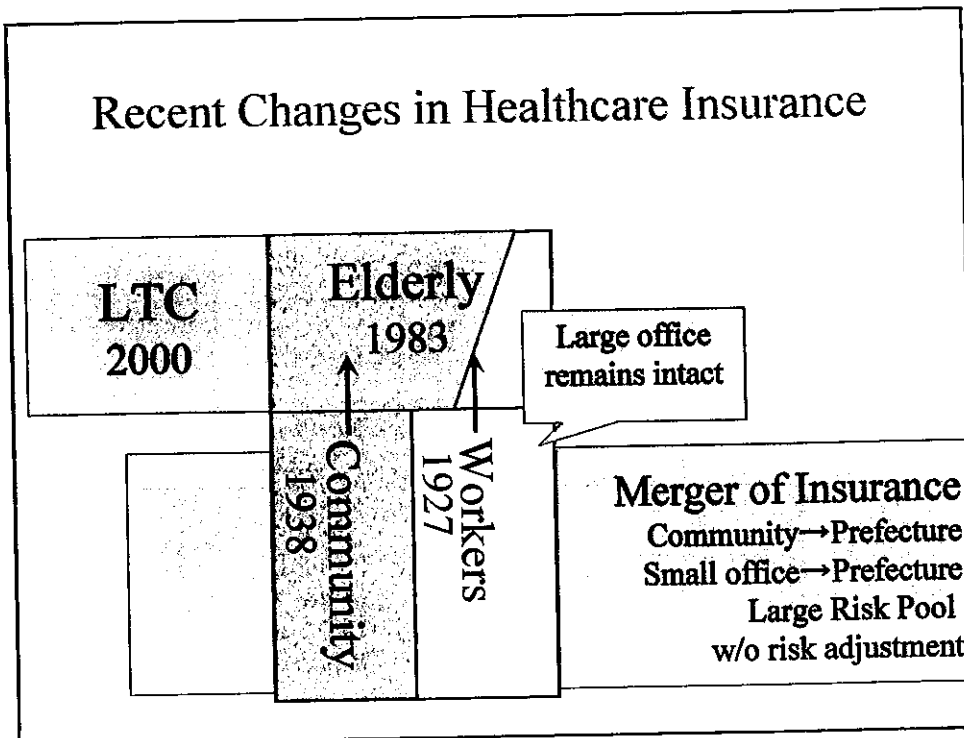 Recent Changes in Healthcare Insurance
LTC
2000
Elderly
1983
Large office
remains intact
Community
1938
Workers
1927
Merger of Insurance
Community→Prefecture
Small office→Prefecture
Large Risk Pool
w/o risk adjustment